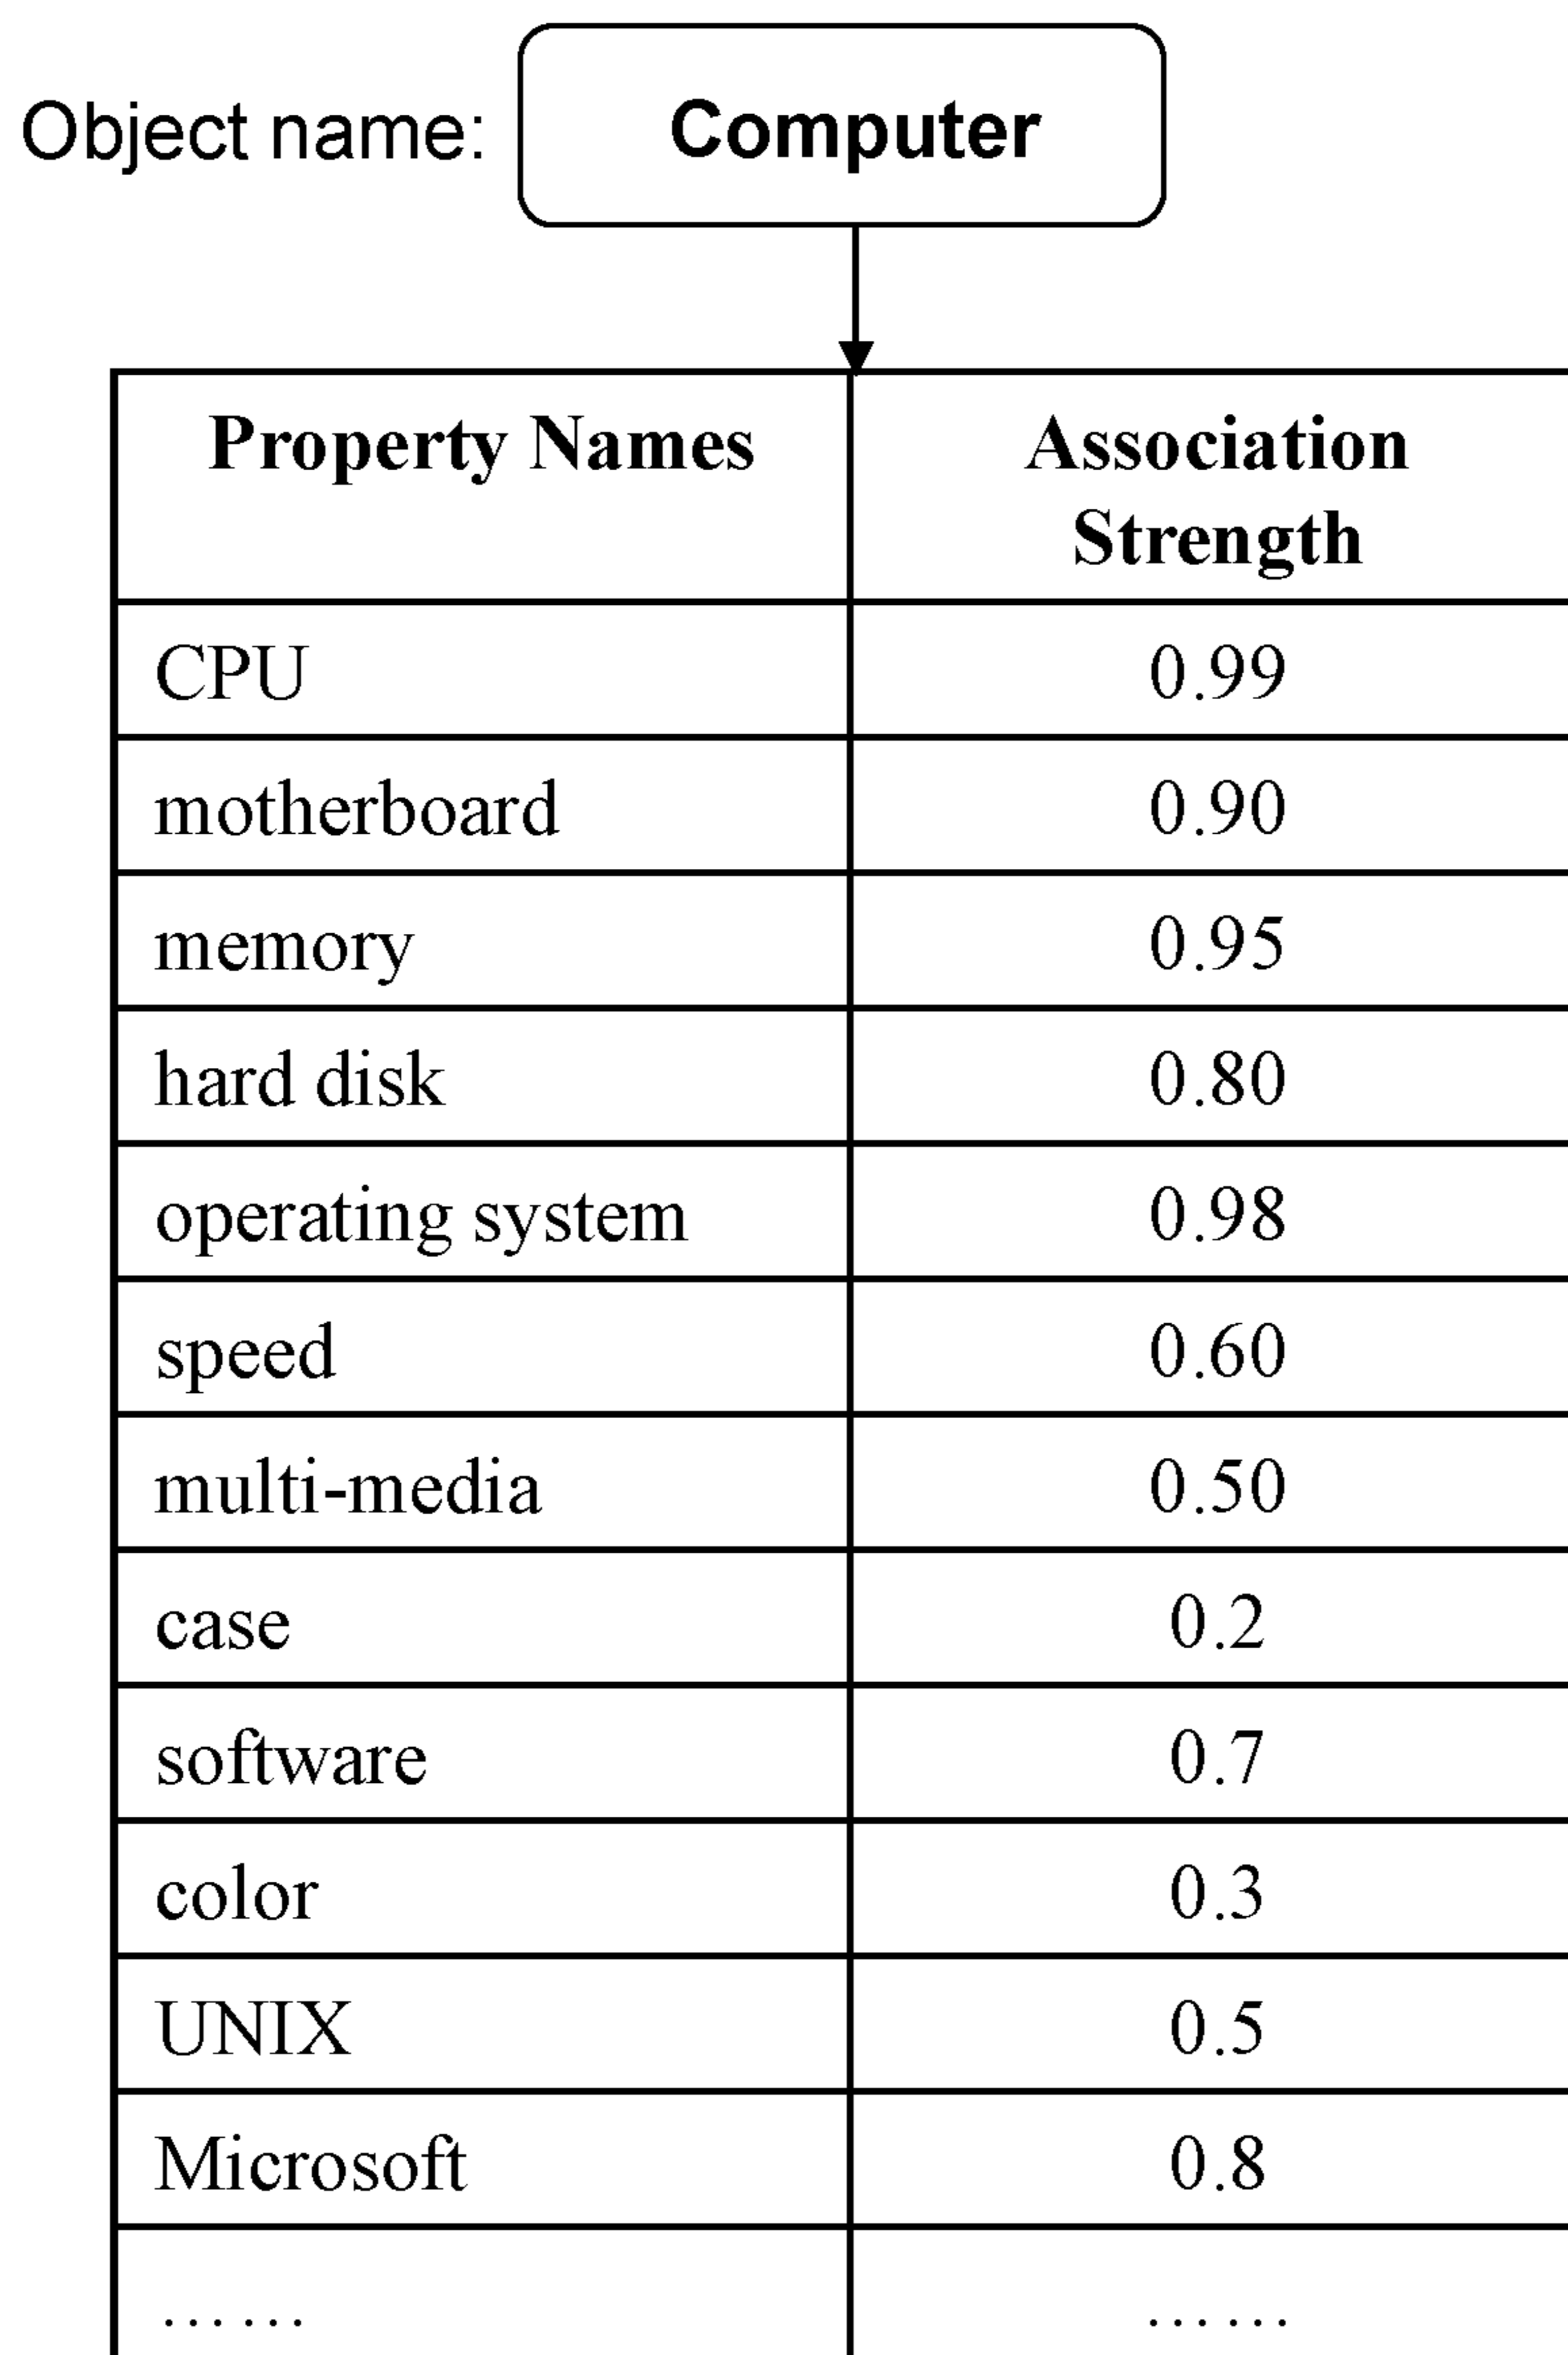 Object name: Computer
Property Names Association
Strength
CPU 0.99
motherboard 0.90
memory 0.95
hard disk 0.80
operating system 0.98
speed 0.60
multi-media 0.50
case 0.2
software 0.7
color 0.3
UNIX 0.5
Microsoft 0.8
…… ……